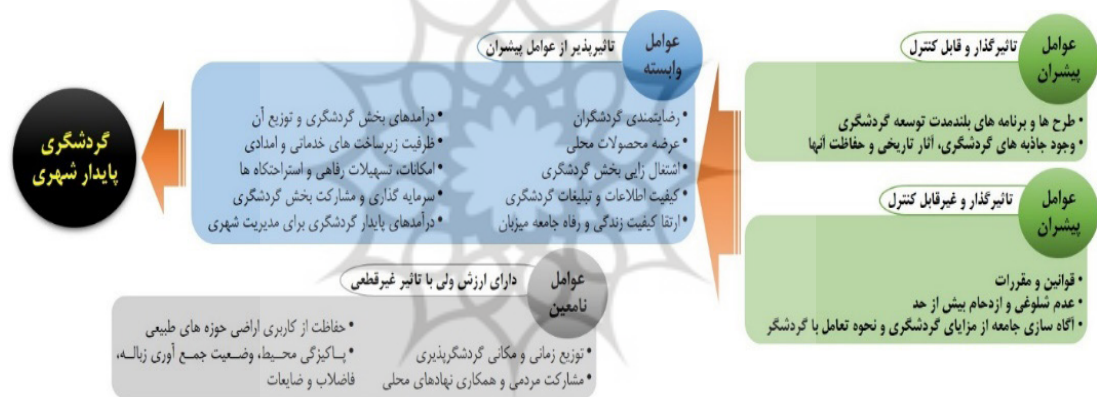 عوامل
پیشران
تاثیرگذار و قابل کنترل
• طرح ها و برنامه های بلندمدت توسعه گردشگری
• وجود جاذبه های گردشگری، آثار تاریخی و حفاظت آنها
عوامل
پیشران
تاثیرگذار و غیرقابل کنترل
• قوانین و مقررات
• عدم شلوغی و ازدحام بیش از حد
• آگاه سازی جامعه از مزایای گردشگری و نحوه تعامل با گردشگر
عوامل
وابسته
تاثیرپذیر از عوامل پیشران
• رضایتمندی گردشگران
• عرضه محصولات محلی
• اشتغال زایی بخش گردشگری
• کیفیت اطلاعات و تبلیغات گردشگری
• ارتقا کیفیت زندگی و رفاه جامعه میزبان
• درآمدهای بخش گردشگری و توزیع آن
• ظرفیت زیرساخت های خدماتی و امدادی
• امکانات، تسهیلات رفاهی و استراحتکاه ها
• سرمایه گذاری و مشارکت بخش گردشگری
• درآمدهای پایدار گردشگری برای مدیریت شهری
عوامل
نامعین
دارای ارزش ولی با تاثیر غیرقطعی
• توزیع زمانی و مکانی گردشگرپذیری
• مشارکت مردمی و همکاری نهادهای محلی
• حفاظت از کاربری اراضی حوزه های طبیعی
• پـاکیزگی محـیط، وضـعیت جمـع آوری زبالـه،
فاضلاب و ضایعات
گردشگری
پایدار شهری